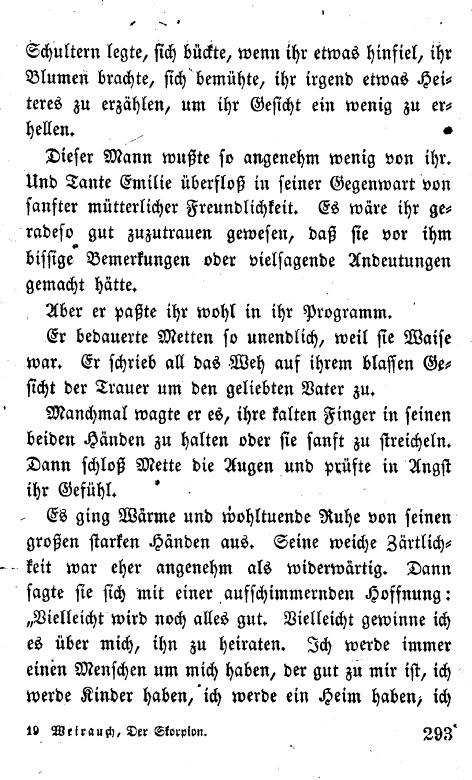 Schultern legte, sich bückte, wenn ihr etwas hinfiel, ihr
Blumen brachte, sich bemühte, ihr irgend etwas Hei-
teres zu erzählen, um ihr Gesicht ein wenig zu er-
hellen.
Dieser Mann wußte so angenehm wenig von ihr.
Und Tante Emilie überfloß in seiner Gegenwart von
sanfter mütterlicher Freundlichkeit. Es wäre ihr ge-
radeso gut zuzutrauen gewesen, daß sie vor ihm
bissige Bemerkungen oder vielsagende Andeutungen
gemacht hätte.
Aber er paßte ihr wohl in ihr Programm.
Er bedauerte Metten so unendlich, weil sie Waise
war. Er schrieb all das Weh auf ihrem blassen Ge-
sicht der Trauer um den geliebten Vater zu.
Manchmal wagte er es, ihre kalten Finger in seinen
beiden Händen zu halten oder sie sanft zu streicheln.
Dann schloß Mette die Augen und prüfte in Angst
ihr Gefühl.
Es ging Wärme und wohltuende Ruhe von seinen
großen starken Händen aus. Seine weiche Zärtlich-
keit war eher angenehm als widerwärtig. Dann
sagte sie sich mit einer aufschimmernden Hoffnung:
„Vielleicht wird noch alles gut. Vielleicht gewinne ich
es über mich, ihn zu heiraten. Ich werde immer
einen Menschen um mich haben, der gut zu mir ist, ich
werde Kinder haben, ich werde ein Heim haben, ich
19 Weirauch, Der Skorpion. 293